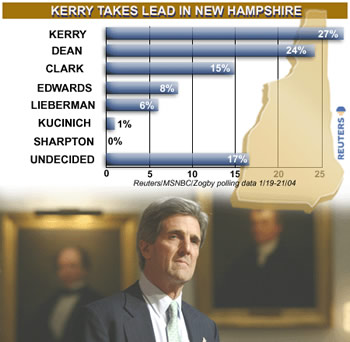 KERRY TAKES LEAD IN NEW HAMPSHIRE
KERRY 27%
DEAN 24%
CLARK 15%
EDWARDS 8%
LIEBERMAN 6%
KUCINICH 1%
SHARPTON 0%
UNDECIDED 17%
0 5 10 15 20 25
Reuters/MSNBC/Zogby polling data 1/19-21/04
REUTERS